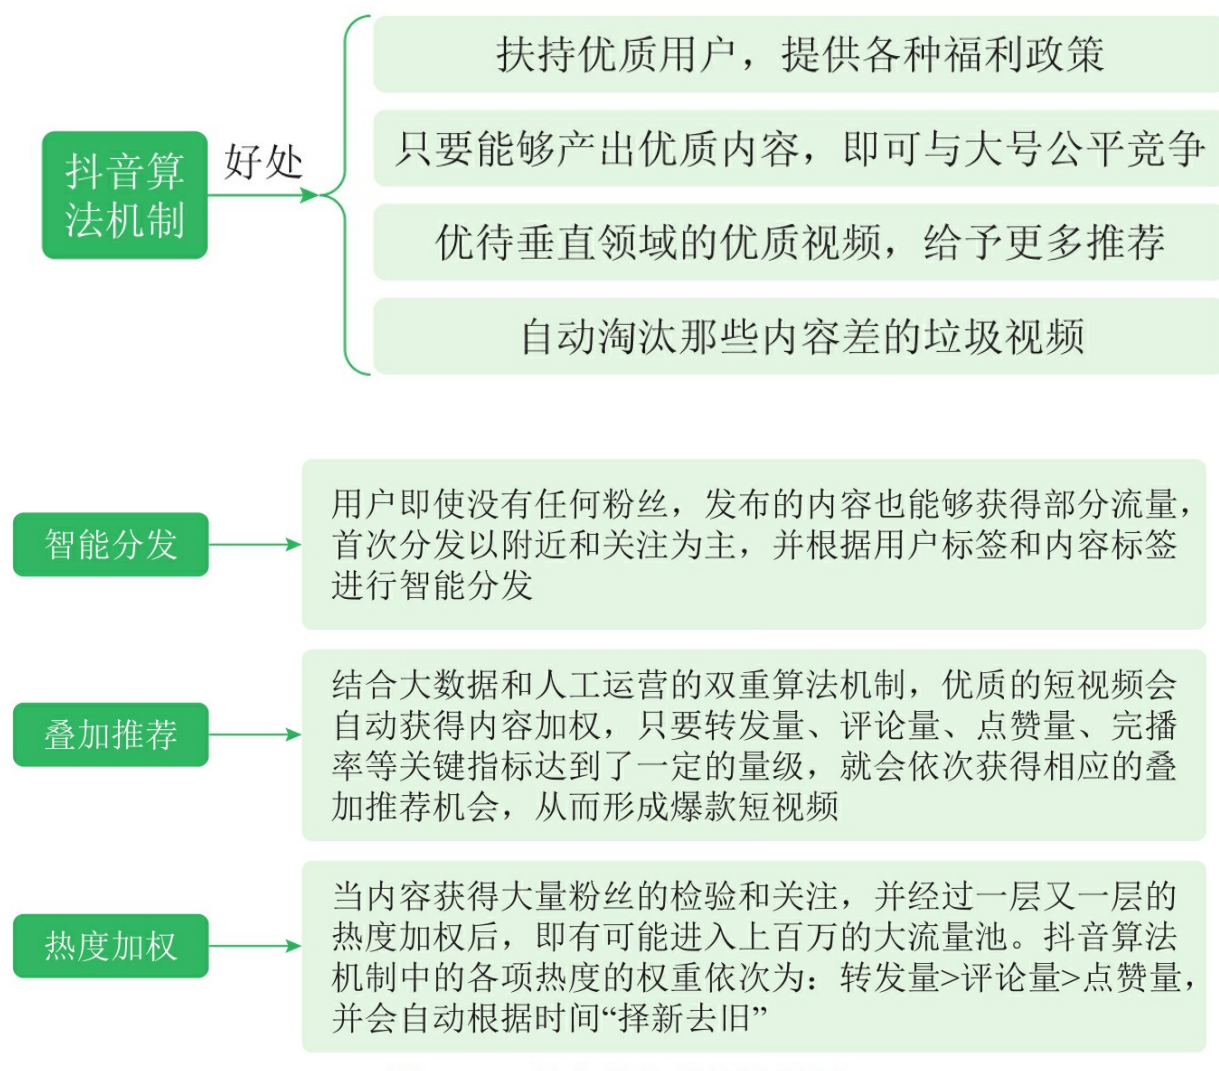 抖音算
法机制
好处
扶持优质用户，提供各种福利政策
只要能够产出优质内容，即可与大号公平竞争
优待垂直领域的优质视频，给予更多推荐
自动淘汰那些内容差的垃圾视频
智能分发
用户即使没有任何粉丝，发布的内容也能够获得部分流量，
首次分发以附近和关注为主，并根据用户标签和内容标签
进行智能分发
叠加推荐
结合大数据和人工运营的双重算法机制，优质的短视频会
自动获得内容加权，只要转发量、评论量、点赞量、完播
率等关键指标达到了一定的量级，就会依次获得相应的叠
加推荐机会，从而形成爆款短视频
热度加权
当内容获得大量粉丝的检验和关注，并经过一层又一层的
热度加权后，即有可能进入上百万的大流量池。抖音算法
机制中的各项热度的权重依次为：转发量>评论量>点赞量，
并会自动根据时间“择新去旧”